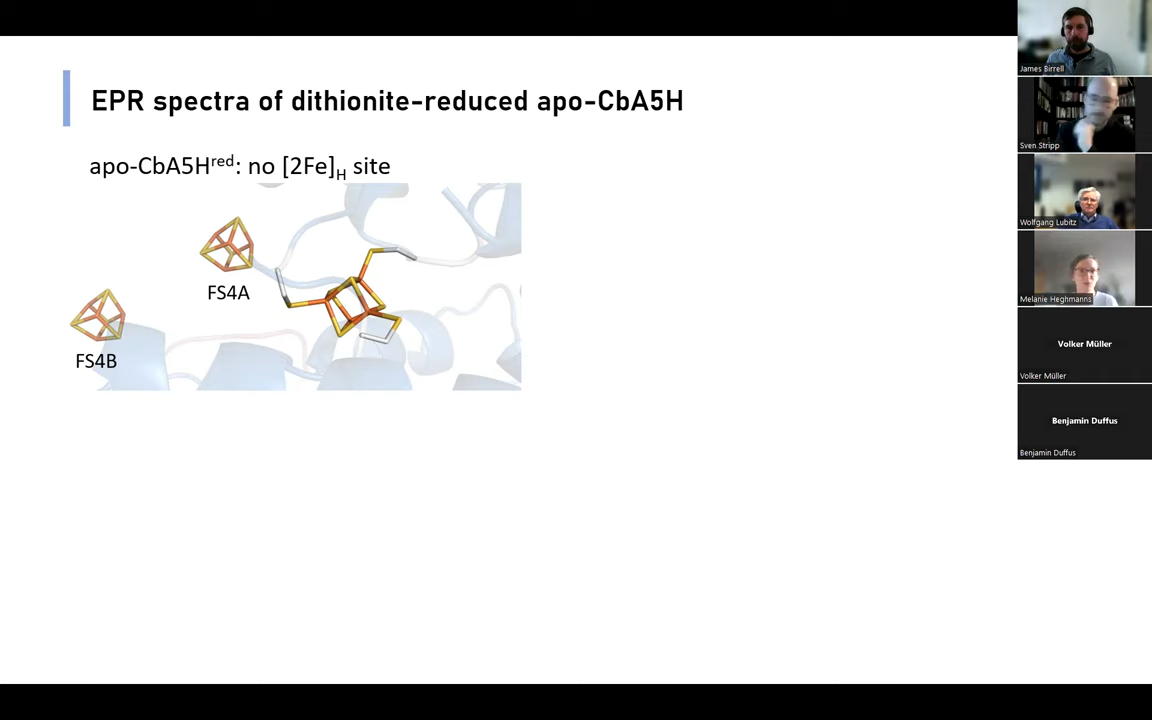 EPR spectra of dithionite-reduced apo-CbA5H
apo-CbA5Hʳᵉᵈ: no [2Fe]H site
FS4A
FS4B
James Birrell
Sven Stripp
Wolfgang Lubitz
Melanie Heghmanns
Volker Müller
Volker Müller
Benjamin Duffus
Benjamin Duffus